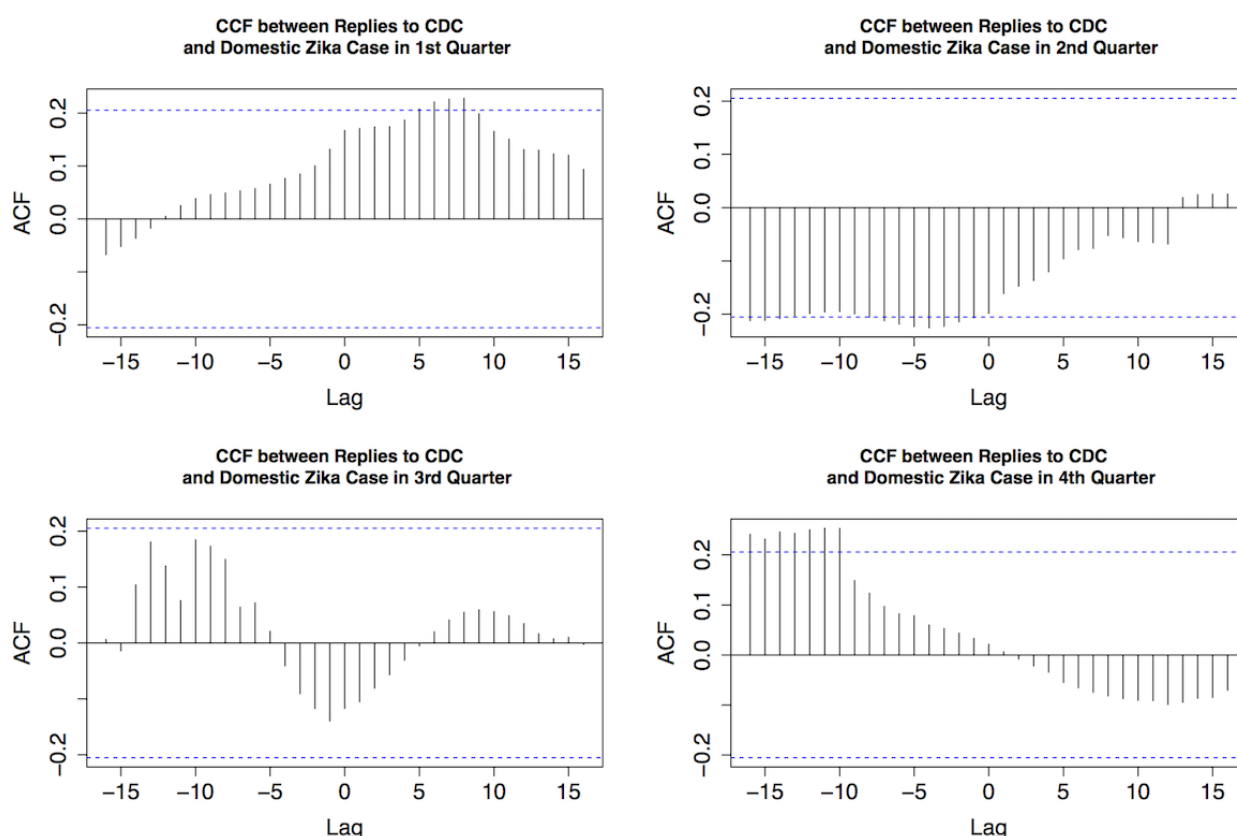 CCF between Replies to CDC
and Domestic Zika Case in 1st Quarter
ACF
0.2
0.1
0.0
−0.2
−15 −10 −5 0 5 10 15
Lag
CCF between Replies to CDC
and Domestic Zika Case in 2nd Quarter
ACF
0.2
0.1
0.0
−0.2
−15 −10 −5 0 5 10 15
Lag
CCF between Replies to CDC
and Domestic Zika Case in 3rd Quarter
ACF
0.2
0.1
0.0
−0.2
−15 −10 −5 0 5 10 15
Lag
CCF between Replies to CDC
and Domestic Zika Case in 4th Quarter
ACF
0.2
0.1
0.0
−0.2
−15 −10 −5 0 5 10 15
Lag